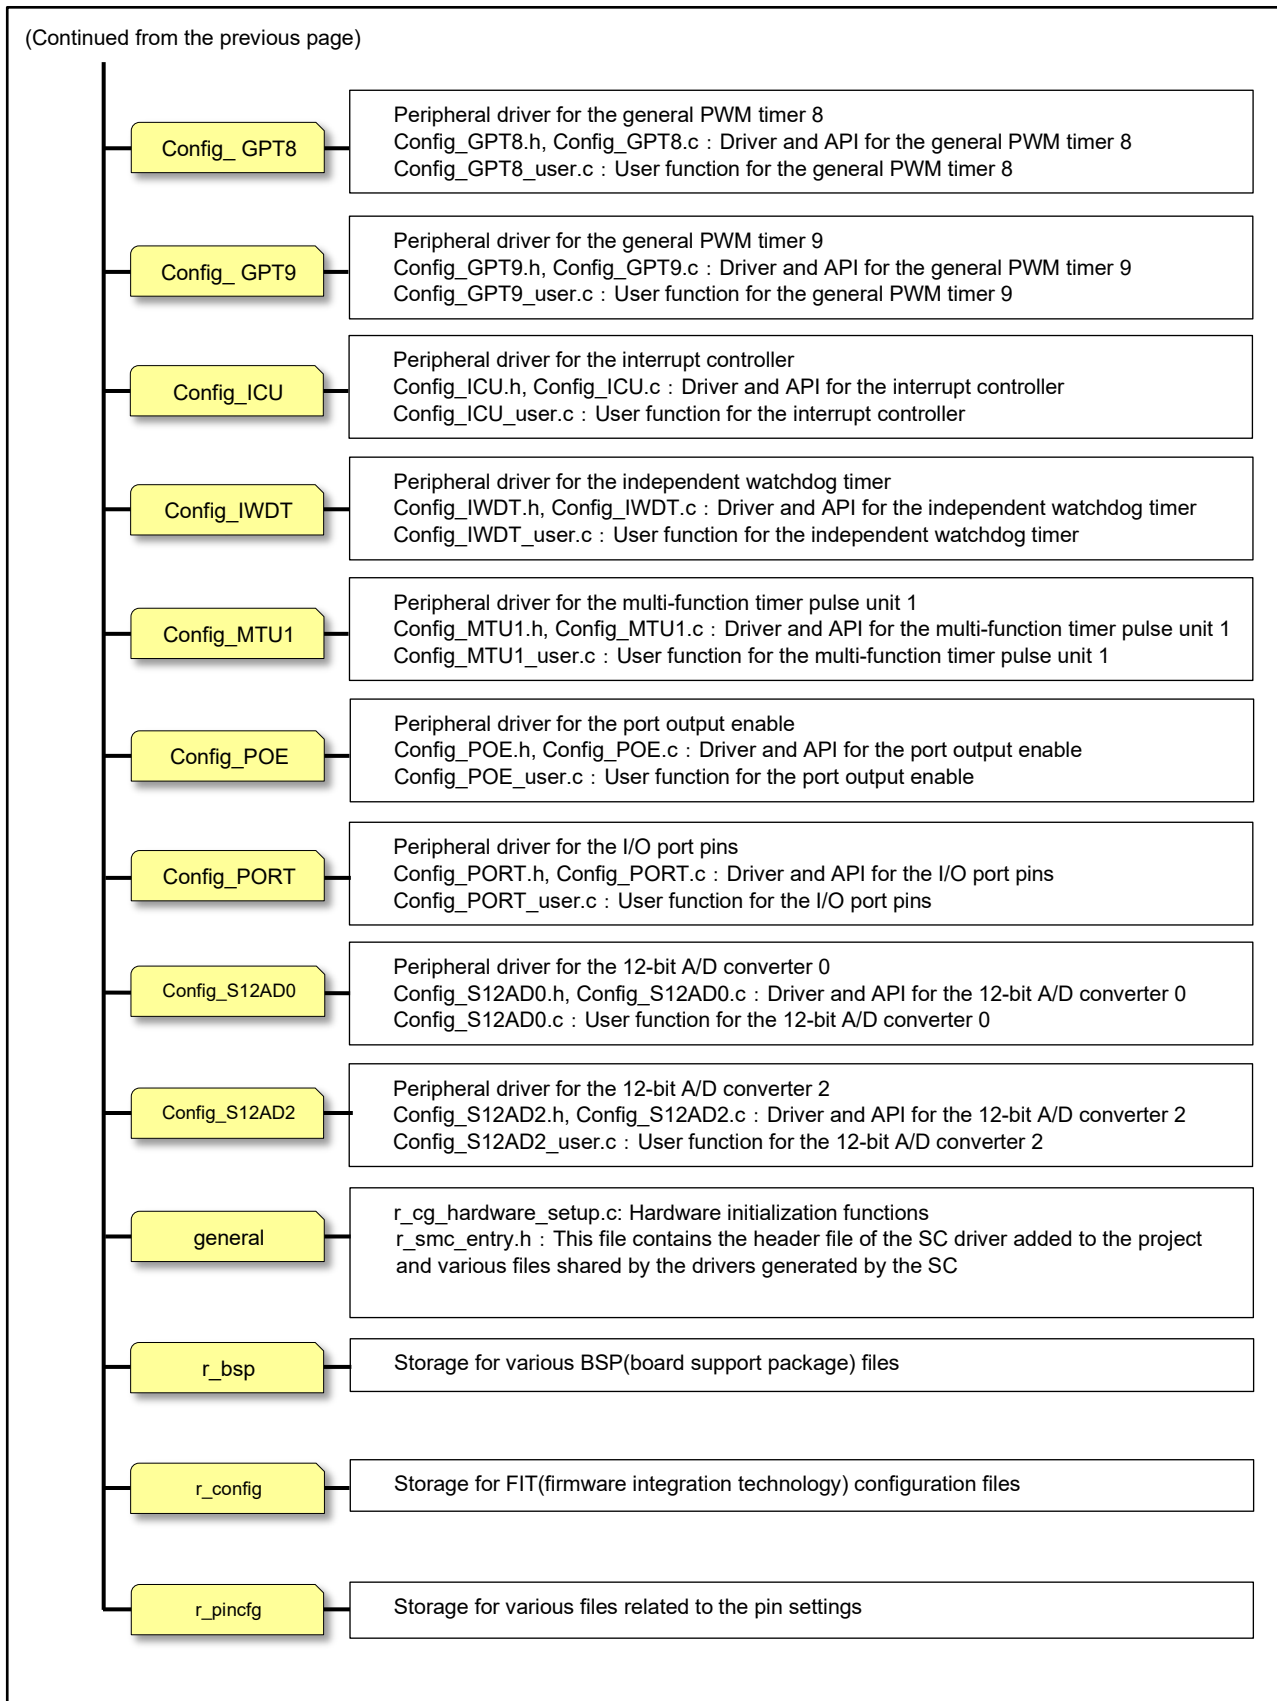 (Continued from the previous page)
Config_ GPT8
Peripheral driver for the general PWM timer 8
Config_GPT8.h, Config_GPT8.c：Driver and API for the general PWM timer 8
Config_GPT8_user.c：User function for the general PWM timer 8
Config_ GPT9
Peripheral driver for the general PWM timer 9
Config_GPT9.h, Config_GPT9.c：Driver and API for the general PWM timer 9
Config_GPT9_user.c：User function for the general PWM timer 9
Config_ICU
Peripheral driver for the interrupt controller
Config_ICU.h, Config_ICU.c：Driver and API for the interrupt controller
Config_ICU_user.c：User function for the interrupt controller
Config_IWDT
Peripheral driver for the independent watchdog timer
Config_IWDT.h, Config_IWDT.c：Driver and API for the independent watchdog timer
Config_IWDT_user.c：User function for the independent watchdog timer
Config_MTU1
Peripheral driver for the multi-function timer pulse unit 1
Config_MTU1.h, Config_MTU1.c：Driver and API for the multi-function timer pulse unit 1
Config_MTU1_user.c：User function for the multi-function timer pulse unit 1
Config_POE
Peripheral driver for the port output enable
Config_POE.h, Config_POE.c：Driver and API for the port output enable
Config_POE_user.c：User function for the port output enable
Config_PORT
Peripheral driver for the I/O port pins
Config_PORT.h, Config_PORT.c：Driver and API for the I/O port pins
Config_PORT_user.c：User function for the I/O port pins
Config_S12AD0
Peripheral driver for the 12-bit A/D converter 0
Config_S12AD0.h, Config_S12AD0.c：Driver and API for the 12-bit A/D converter 0
Config_S12AD0.c：User function for the 12-bit A/D converter 0
Config_S12AD2
Peripheral driver for the 12-bit A/D converter 2
Config_S12AD2.h, Config_S12AD2.c：Driver and API for the 12-bit A/D converter 2
Config_S12AD2_user.c：User function for the 12-bit A/D converter 2
general
r_cg_hardware_setup.c: Hardware initialization functions
r_smc_entry.h：This file contains the header file of the SC driver added to the project
and various files shared by the drivers generated by the SC
r_bsp
Storage for various BSP(board support package) files
r_config
Storage for FIT(firmware integration technology) configuration files
r_pincfg
Storage for various files related to the pin settings